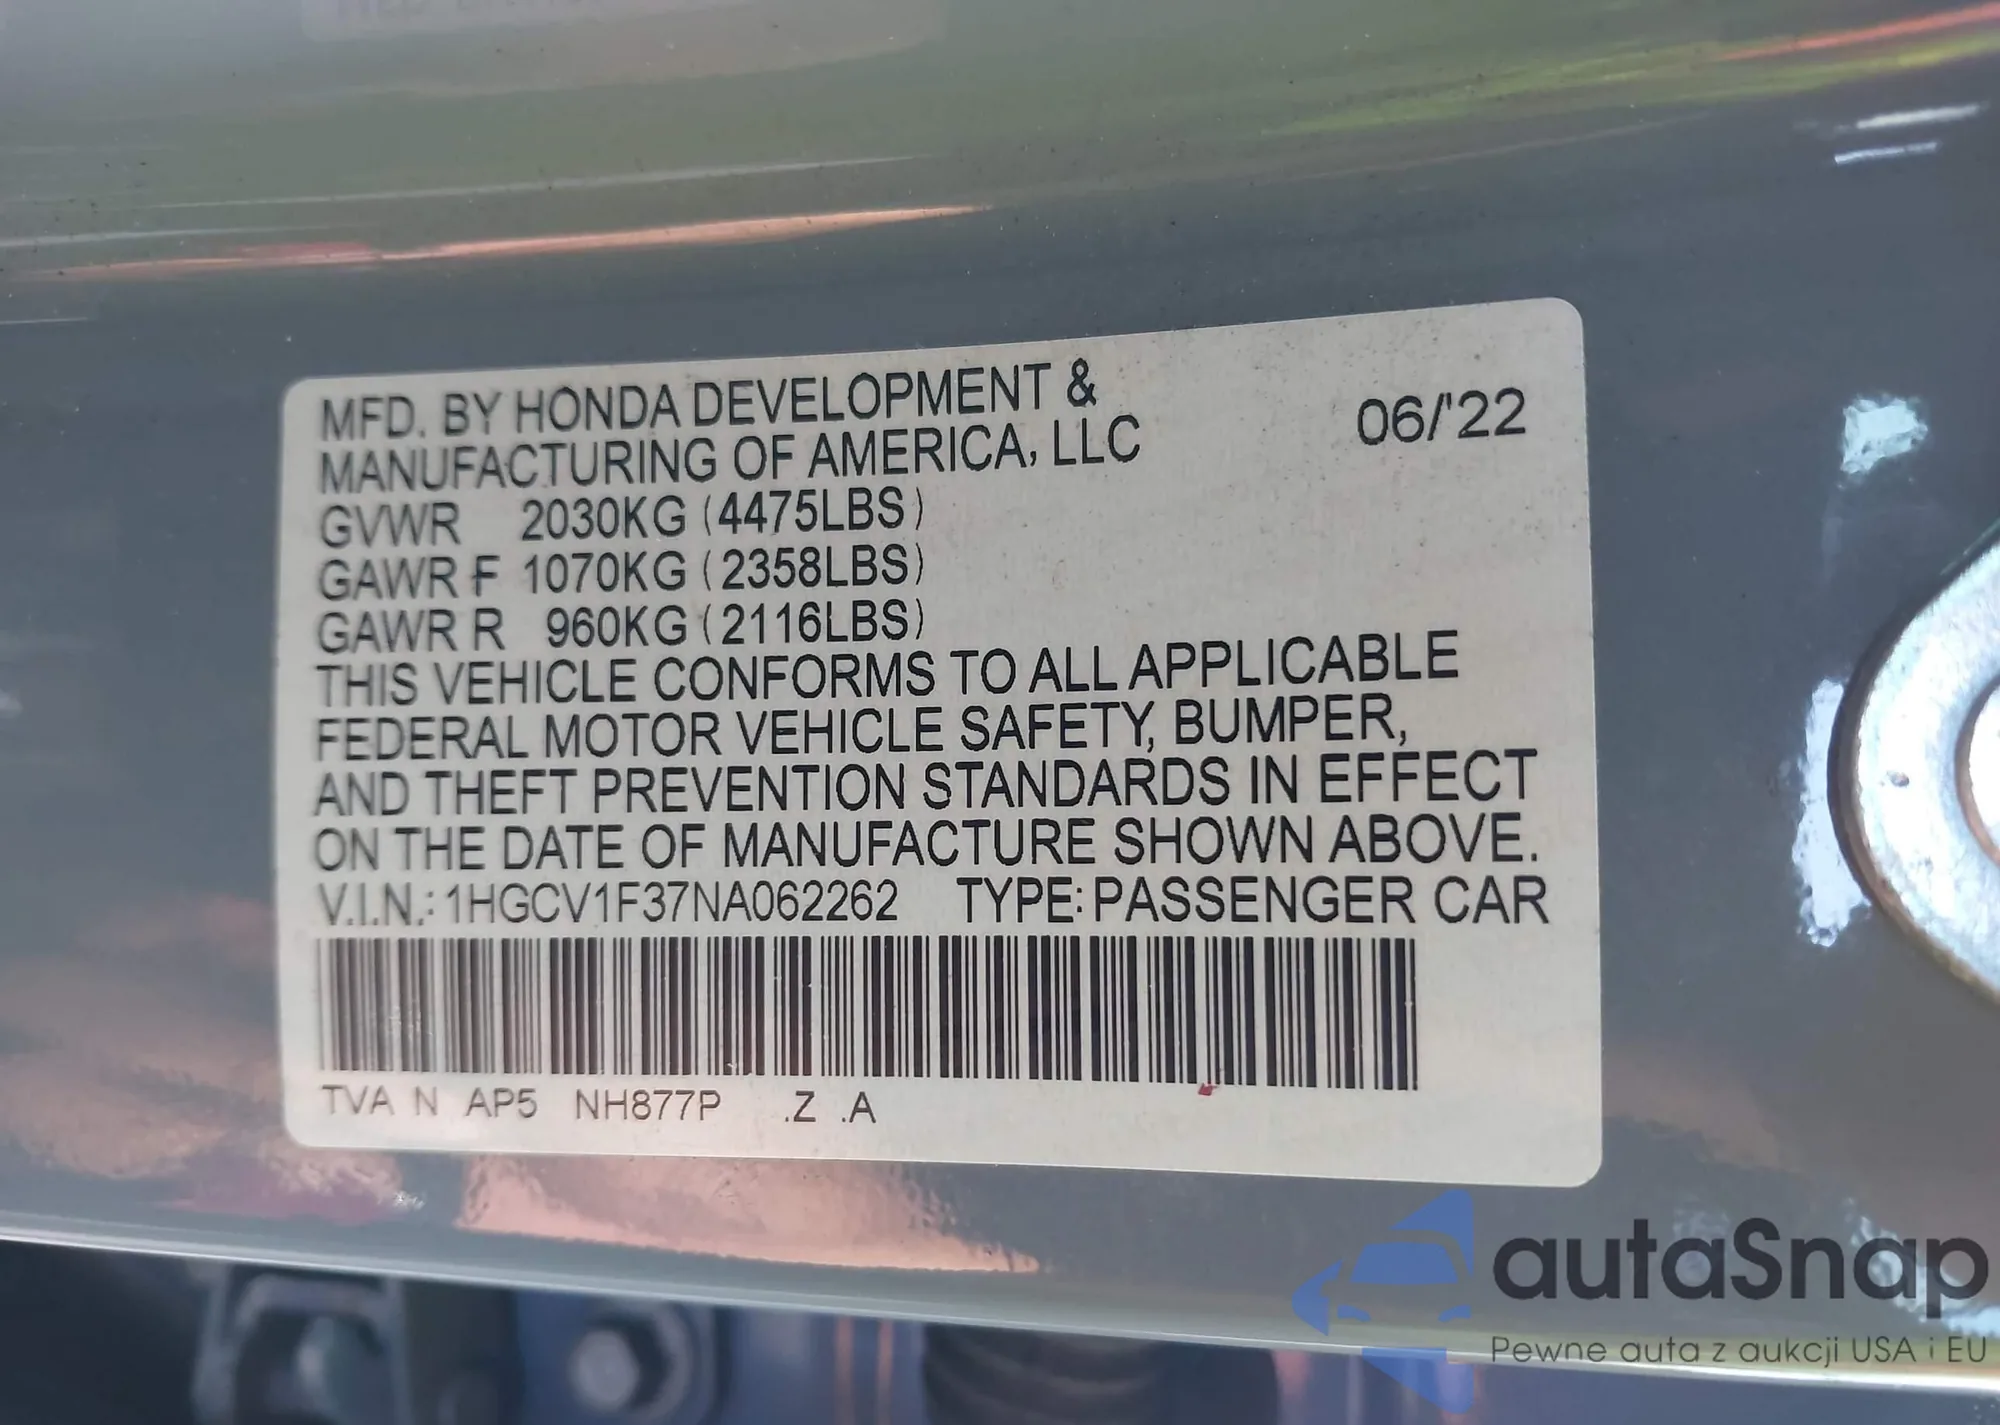 MFD. BY HONDA DEVELOPMENT &
MANUFACTURING OF AMERICA, LLC
06/'22
GVWR 2030KG (4475LBS)
GAWR F 1070KG (2358LBS)
GAWR R 960KG (2116LBS)
THIS VEHICLE CONFORMS TO ALL APPLICABLE
FEDERAL MOTOR VEHICLE SAFETY, BUMPER,
AND THEFT PREVENTION STANDARDS IN EFFECT
ON THE DATE OF MANUFACTURE SHOWN ABOVE.
V.I.N.: 1HGCV1F37NA062262 TYPE: PASSENGER CAR
TVA N AP5 NH877P .Z .A
autaSnap
Pewne auta z aukcji USA i EU